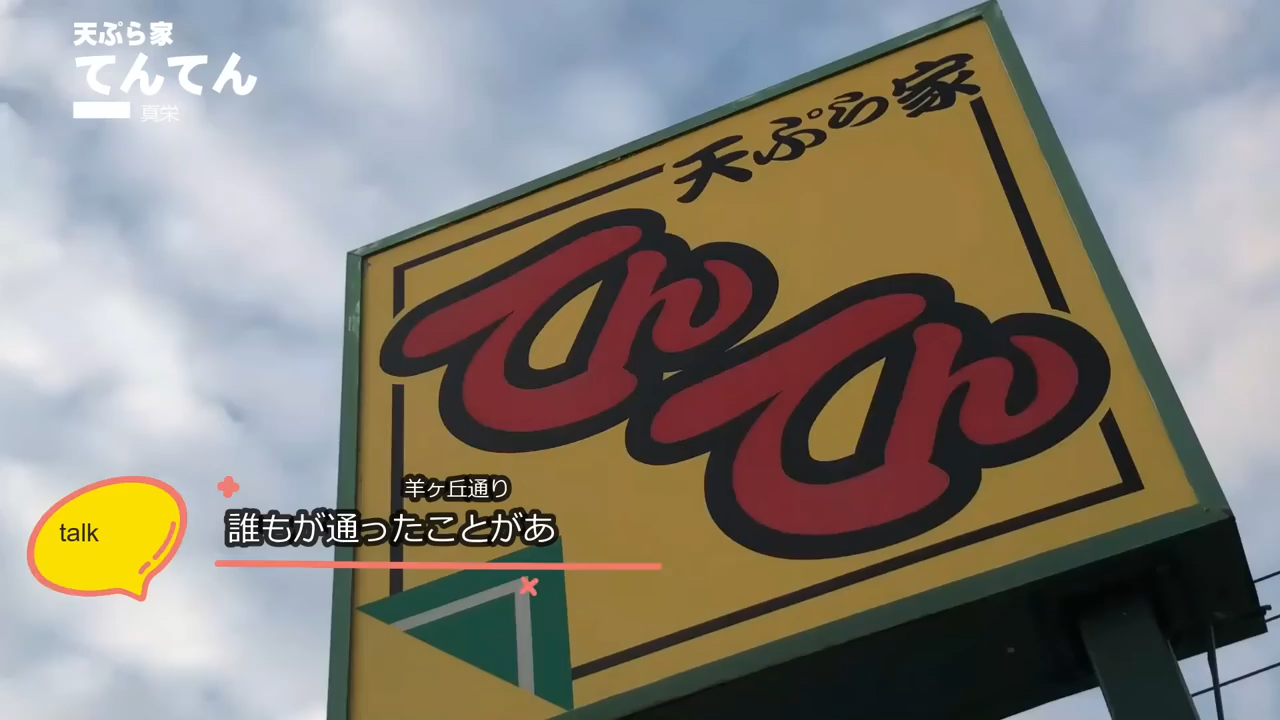 天ぷら家
てんてん
真栄
天ぷら家
てんてん
羊ヶ丘通り
誰もが通ったことがあ
talk